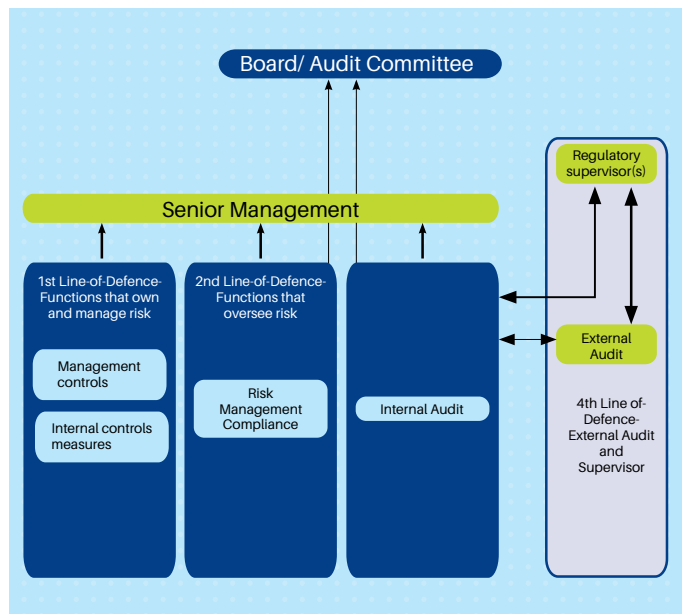 Board/ Audit Committee
Senior Management
1st Line-of-Defence-
Functions that own
and manage risk
Management
controls
Internal controls
measures
2nd Line-of-Defence-
Functions that
oversee risk
Risk
Management
Compliance
Internal Audit
Regulatory
supervisor(s)
External
Audit
4th Line of-
Defence-
External Audit
and
Supervisor